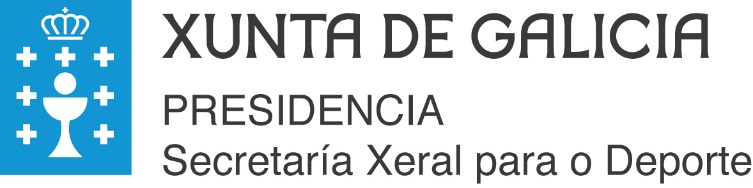 XUNTA DE GALICIA
PRESIDENCIA
Secretaría Xeral para o Deporte